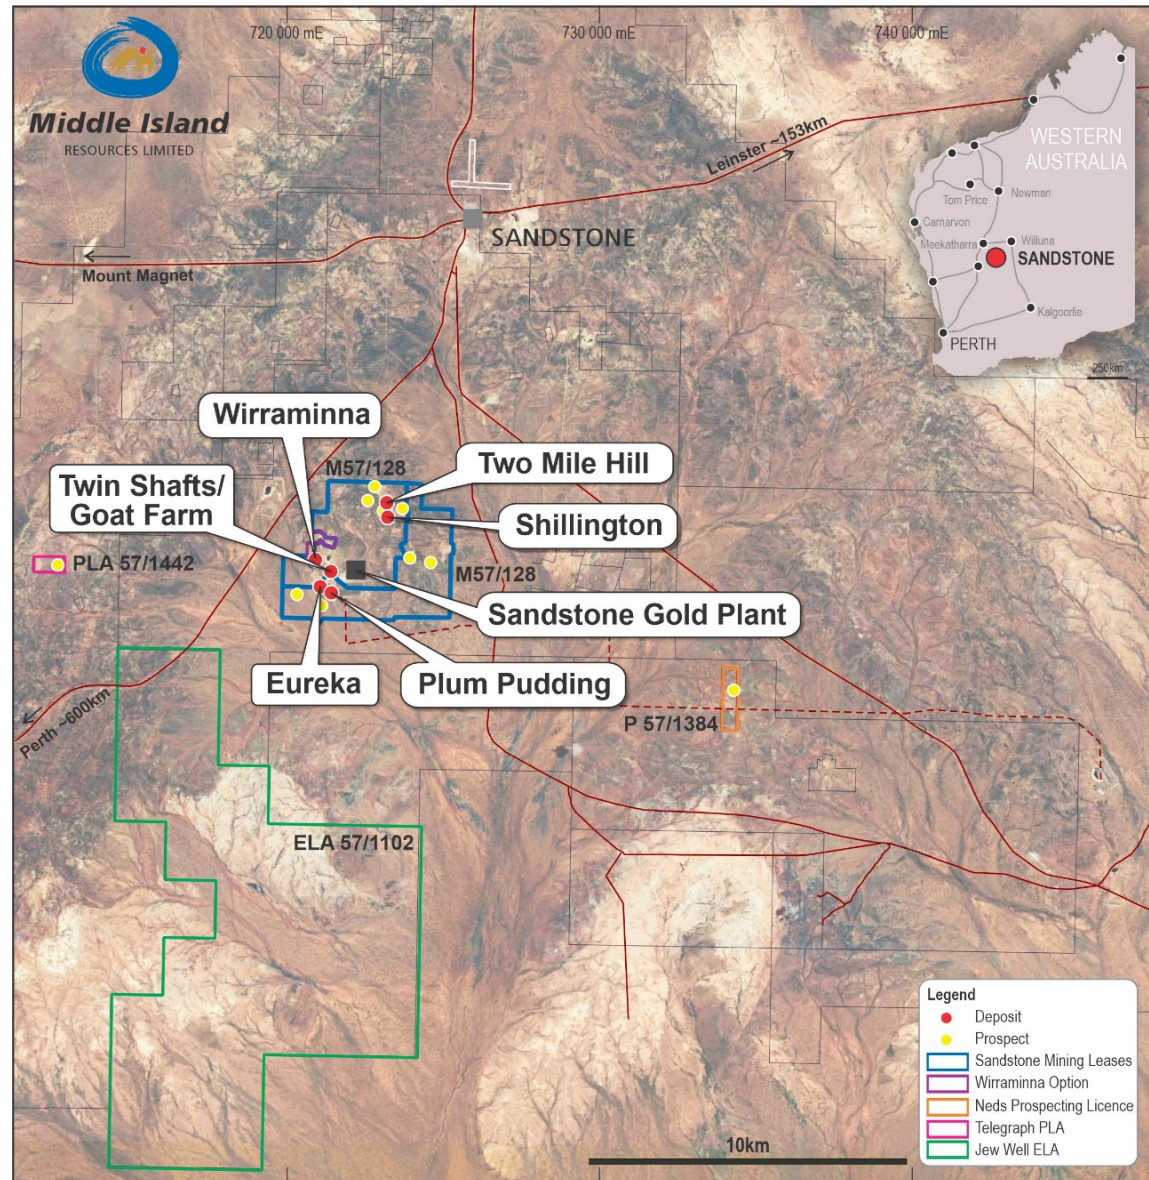 720 000 mE
730 000 mE
740 000 mE
Middle Island
RESOURCES LIMITED
Leinster ~153km
SANDSTONE
Mount Magnet
WESTERN
AUSTRALIA
Tom Price
Newman
Carnarvon
Meekatharra
Willuna
SANDSTONE
Kalgoorlie
PERTH
250km
Wirraminna
M57/128
Two Mile Hill
Twin Shafts/
Goat Farm
Shillington
PLA 57/1442
M57/128
Sandstone Gold Plant
Eureka
Plum Pudding
Perth ~600km
P 57/1384
ELA 57/1102
10km
Legend
Deposit
Prospect
Sandstone Mining Leases
Wirraminna Option
Neds Prospecting Licence
Telegraph PLA
Jew Well ELA